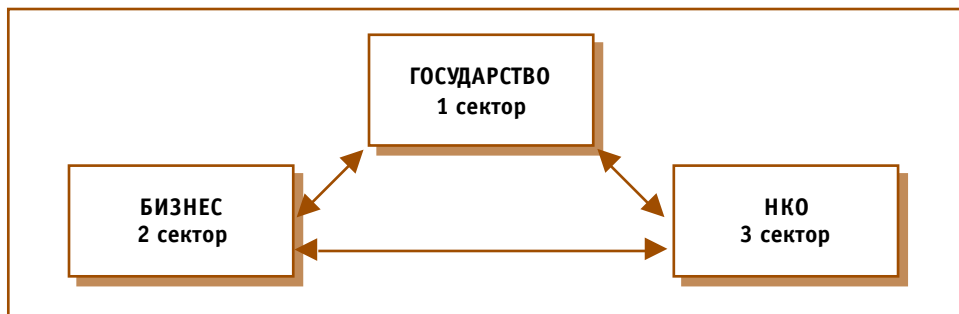 ГОСУДАРСТВО
1 сектор
БИЗНЕС
2 сектор
НКО
3 сектор